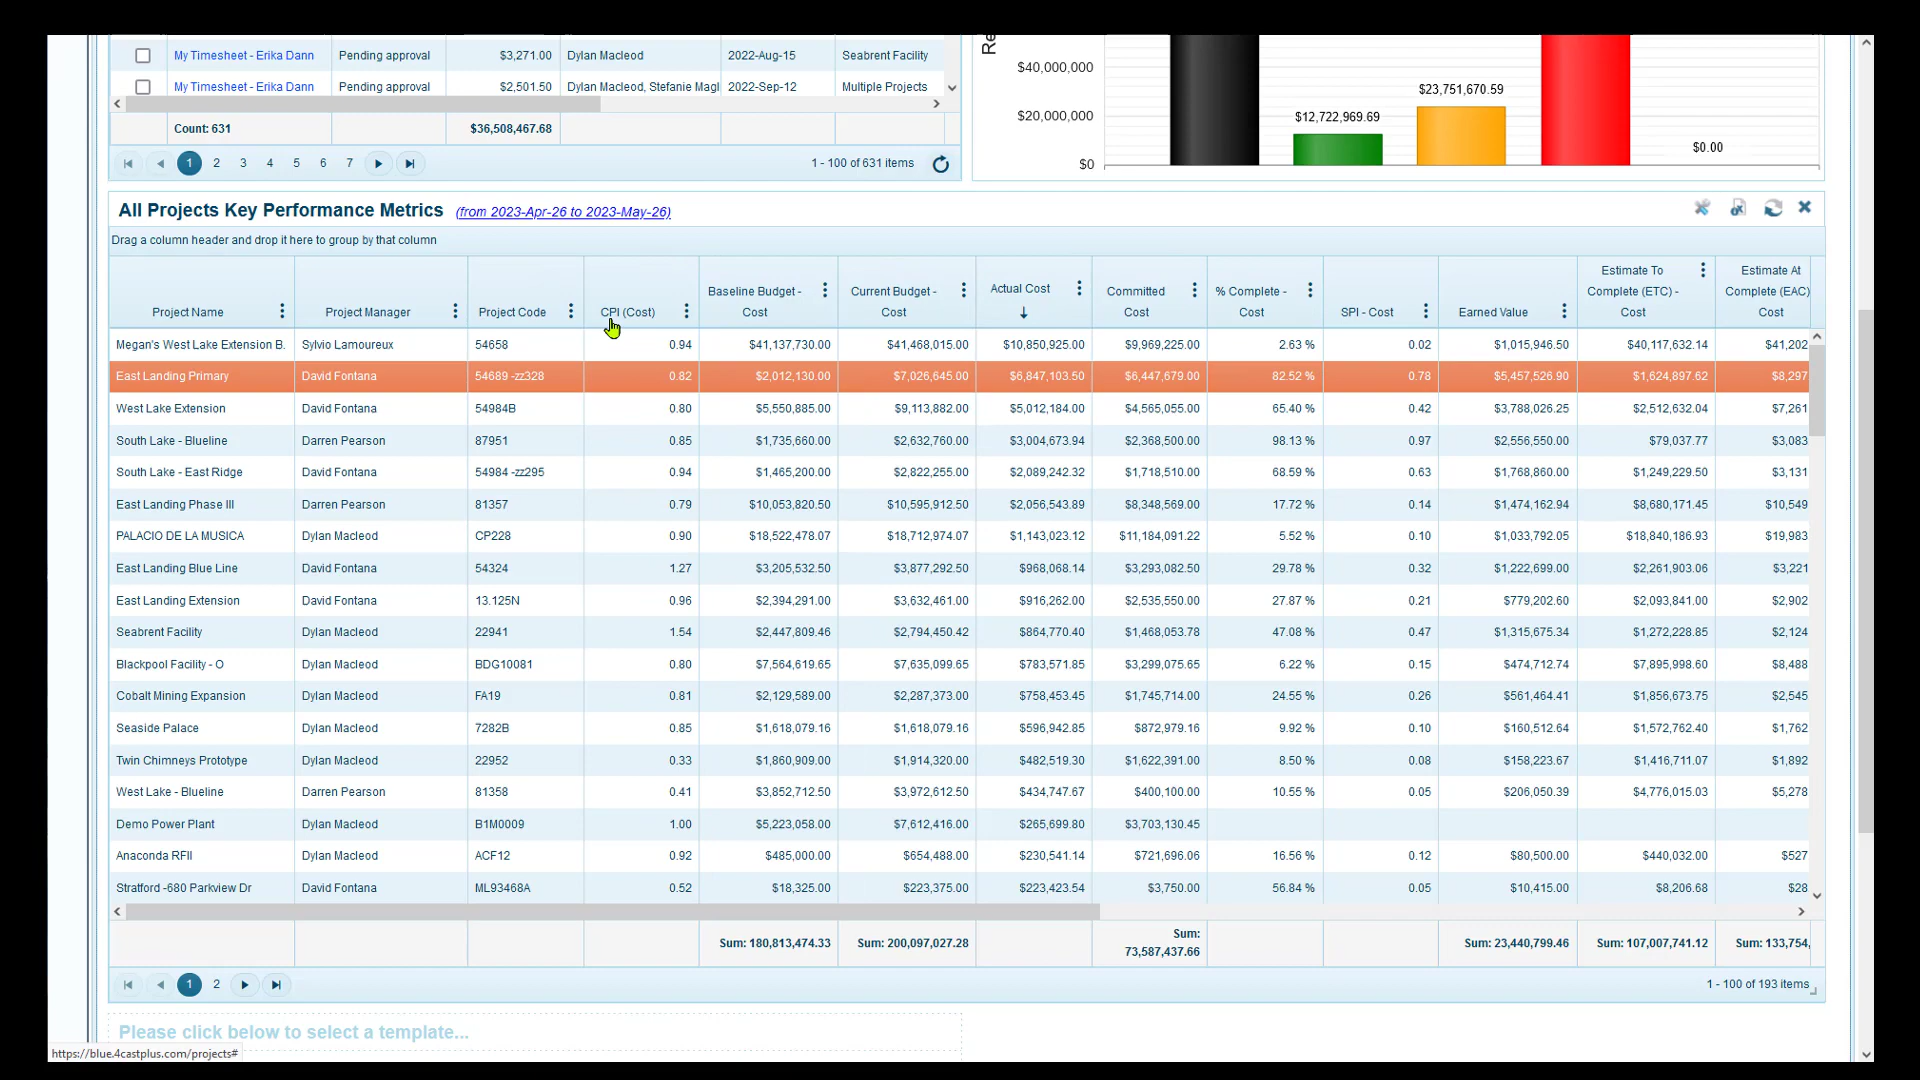 My Timesheet - Erika Dann Pending approval $3,271.00 Dylan Macleod 2022-Aug-15 Seabrent Facility
My Timesheet - Erika Dann Pending approval $2,501.50 Dylan Macleod, Stefanie Magl 2022-Sep-12 Multiple Projects
Count: 631 $36,508,467.68
1 2 3 4 5 6 7 1 - 100 of 631 items
Re
$40,000,000
$20,000,000
$0
$12,722,969.69
$23,751,670.59
$0.00
All Projects Key Performance Metrics (from 2023-Apr-26 to 2023-May-26)
Drag a column header and drop it here to group by that column
Project Name Project Manager Project Code CPI (Cost) Baseline Budget - Cost Current Budget - Cost Actual Cost Committed Cost % Complete - Cost SPI - Cost Earned Value Estimate To Complete (ETC) - Cost Estimate At Complete (EAC) Cost
Megan's West Lake Extension B. Sylvio Lamoureux 54658 0.94 $41,137,730.00 $41,468,015.00 $10,850,925.00 $9,969,225.00 2.63 % 0.02 $1,015,946.50 $40,117,632.14 $41,202
East Landing Primary David Fontana 54689 -zz328 0.82 $2,012,130.00 $7,026,645.00 $6,847,103.50 $6,447,679.00 82.52 % 0.78 $5,457,526.90 $1,624,897.62 $8,297
West Lake Extension David Fontana 54984B 0.80 $5,550,885.00 $9,113,882.00 $5,012,184.00 $4,565,055.00 65.40 % 0.42 $3,788,026.25 $2,512,632.04 $7,261
South Lake - Blueline Darren Pearson 87951 0.85 $1,735,660.00 $2,632,760.00 $3,004,673.94 $2,368,500.00 98.13 % 0.97 $2,556,550.00 $79,037.77 $3,083
South Lake - East Ridge David Fontana 54984 -zz295 0.94 $1,465,200.00 $2,822,255.00 $2,089,242.32 $1,718,510.00 68.59 % 0.63 $1,768,860.00 $1,249,229.50 $3,131
East Landing Phase III Darren Pearson 81357 0.79 $10,053,820.50 $10,595,912.50 $2,056,543.89 $8,348,569.00 17.72 % 0.14 $1,474,162.94 $8,680,171.45 $10,549
PALACIO DE LA MUSICA Dylan Macleod CP228 0.90 $18,522,478.07 $18,712,974.07 $1,143,023.12 $11,184,091.22 5.52 % 0.10 $1,033,792.05 $18,840,186.93 $19,983
East Landing Blue Line David Fontana 54324 1.27 $3,205,532.50 $3,877,292.50 $968,068.14 $3,293,082.50 29.78 % 0.32 $1,222,699.00 $2,261,903.06 $3,221
East Landing Extension David Fontana 13.125N 0.96 $2,394,291.00 $3,632,461.00 $916,262.00 $2,535,550.00 27.87 % 0.21 $779,202.60 $2,093,841.00 $2,902
Seabrent Facility Dylan Macleod 22941 1.54 $2,447,809.46 $2,794,450.42 $864,770.40 $1,468,053.78 47.08 % 0.47 $1,315,675.34 $1,272,228.85 $2,124
Blackpool Facility - O Dylan Macleod BDG10081 0.80 $7,564,619.65 $7,635,099.65 $783,571.85 $3,299,075.65 6.22 % 0.15 $474,712.74 $7,895,998.60 $8,488
Cobalt Mining Expansion Dylan Macleod FA19 0.81 $2,129,589.00 $2,287,373.00 $758,453.45 $1,745,714.00 24.55 % 0.26 $561,464.41 $1,856,673.75 $2,545
Seaside Palace Dylan Macleod 7282B 0.85 $1,618,079.16 $1,618,079.16 $596,942.85 $872,979.16 9.92 % 0.10 $160,512.64 $1,572,762.40 $1,762
Twin Chimneys Prototype Dylan Macleod 22952 0.33 $1,860,909.00 $1,914,320.00 $482,519.30 $1,622,391.00 8.50 % 0.08 $158,223.67 $1,416,711.07 $1,892
West Lake - Blueline Darren Pearson 81358 0.41 $3,852,712.50 $3,972,612.50 $434,747.67 $400,100.00 10.55 % 0.05 $206,050.39 $4,776,015.03 $5,278
Demo Power Plant Dylan Macleod B1M0009 1.00 $5,223,058.00 $7,612,416.00 $265,699.80 $3,703,130.45
Anaconda RFII Dylan Macleod ACF12 0.92 $485,000.00 $654,488.00 $230,541.14 $721,696.06 16.56 % 0.12 $80,500.00 $440,032.00 $527
Stratford -680 Parkview Dr David Fontana ML93468A 0.52 $18,325.00 $223,375.00 $223,423.54 $3,750.00 56.84 % 0.05 $10,415.00 $8,206.68 $28
Sum: 180,813,474.33 Sum: 200,097,027.28 Sum: 73,587,437.66 Sum: 23,440,799.46 Sum: 107,007,741.12 Sum: 133,754,
1 2 1 - 100 of 193 items
Please click below to select a template...
https://blue.4castplus.com/projects#